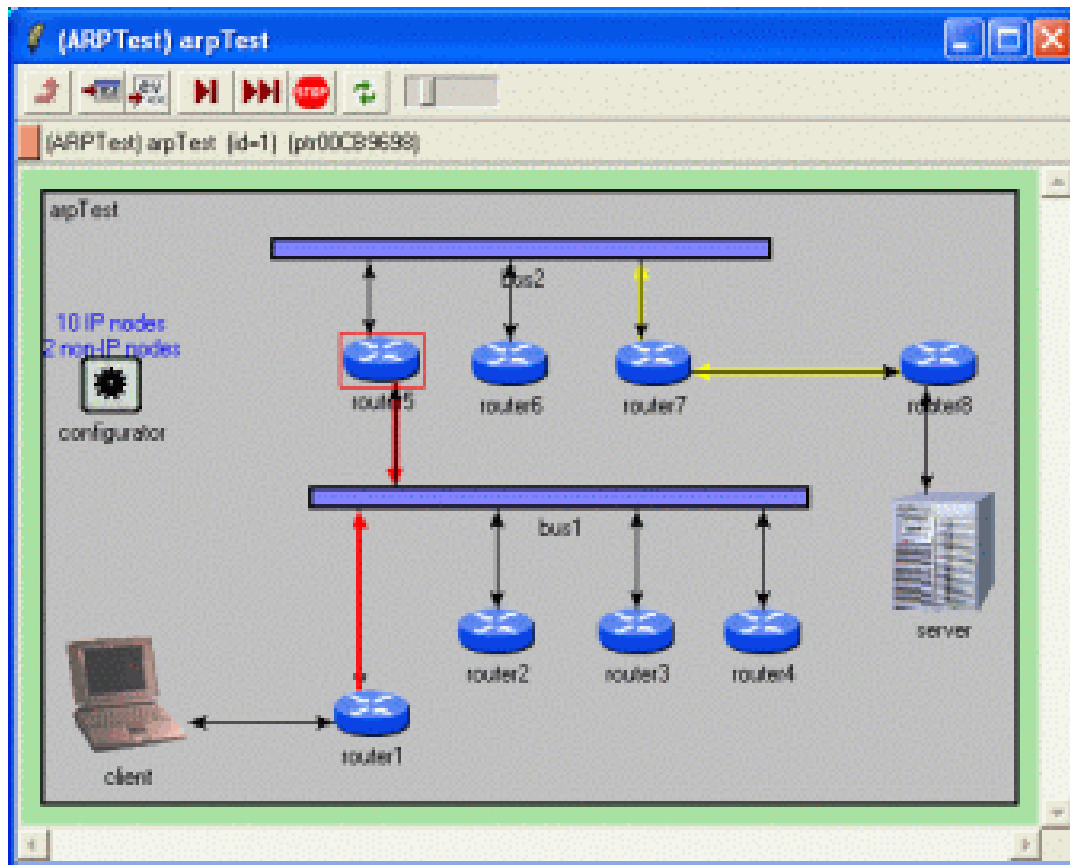 (ARPTest) arpTest
STOP
(ARPTest) arpTest (id=1) (ptr00CB9698)
arpTest
bus2
10 IP nodes
2 non-IP nodes
configurator
router5
router6
router7
router8
bus1
server
router2
router3
router4
router1
client